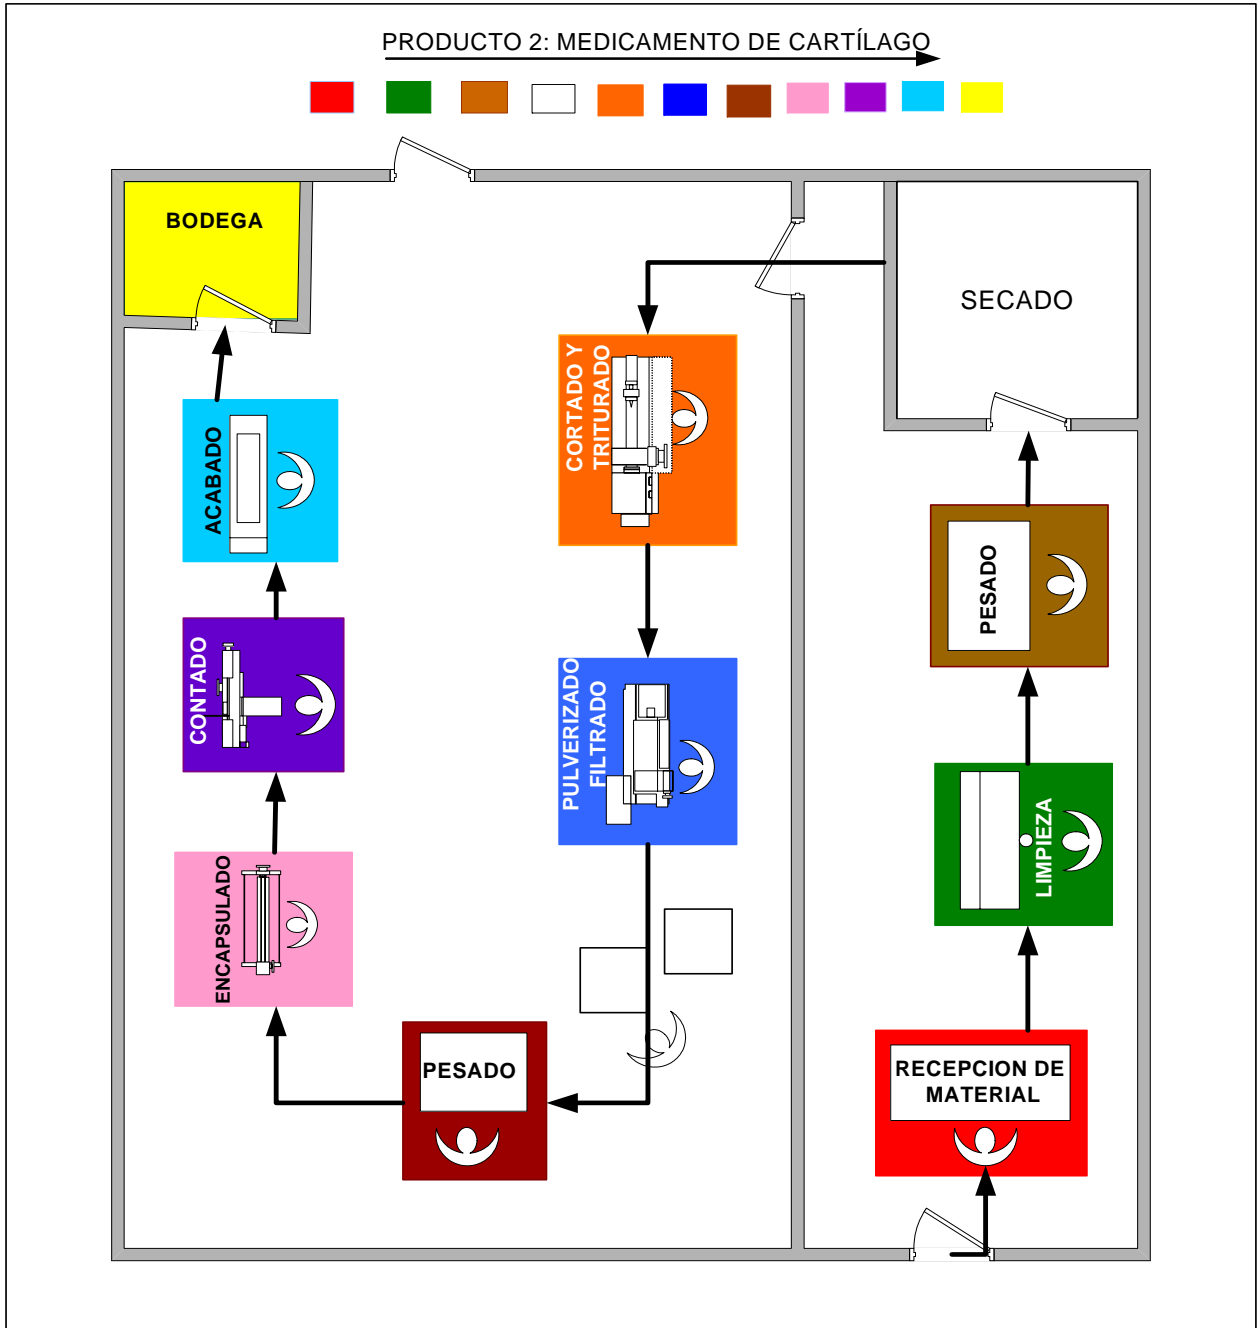 PRODUCTO 2: MEDICAMENTO DE CARTÍLAGO
BODEGA
SECADO
CORTADO Y
TRITURADO
ACABADO
PESADO
CONTADO
PULVERIZADO
FILTRADO
LIMPIEZA
ENCAPSULADO
PESADO
RECEPCION DE
MATERIAL